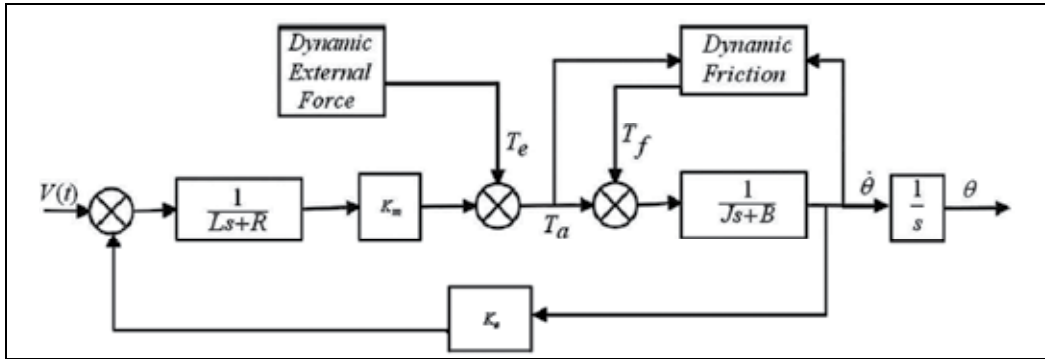 Dynamic
External
Force
Dynamic
Friction
T_e
T_f
V(t)
1
Ls+R
K_m
T_a
1
Js+B
θ̇
1
s
θ
K_e